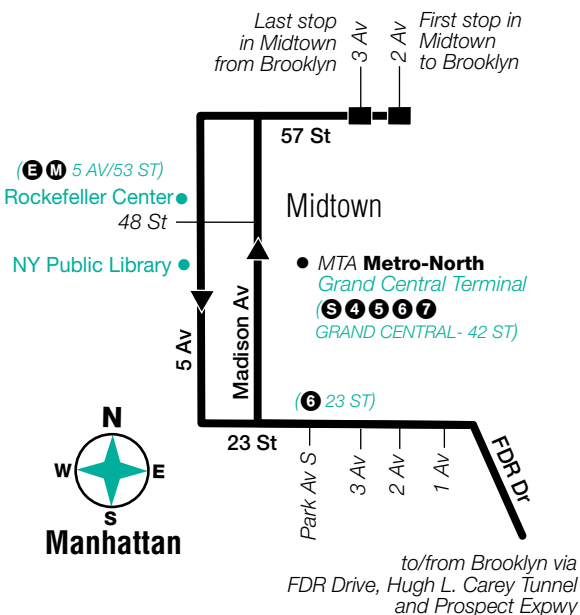 Last stop
in Midtown
from Brooklyn
3 Av
2 Av
First stop in
Midtown
to Brooklyn
57 St
(E M 5 AV/53 ST)
Rockefeller Center
48 St
Midtown
NY Public Library
MTA Metro-North
Grand Central Terminal
(S 4 5 6 7
GRAND CENTRAL- 42 ST)
5 Av
Madison Av
(6 23 ST)
23 St
Park Av S
3 Av
2 Av
1 Av
FDR Dr
N
W
E
S
Manhattan
to/from Brooklyn via
FDR Drive, Hugh L. Carey Tunnel
and Prospect Expwy